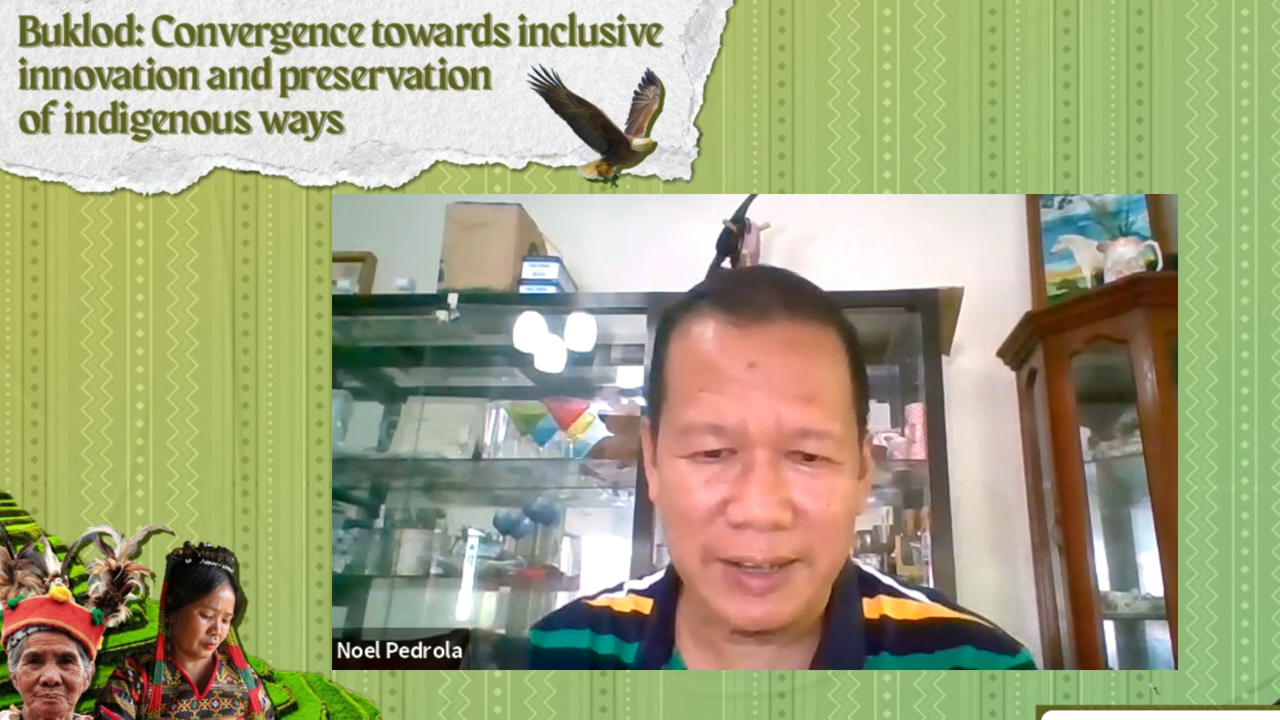 Buklod: Convergence towards inclusive
innovation and preservation
of indigenous ways
Noel Pedrola